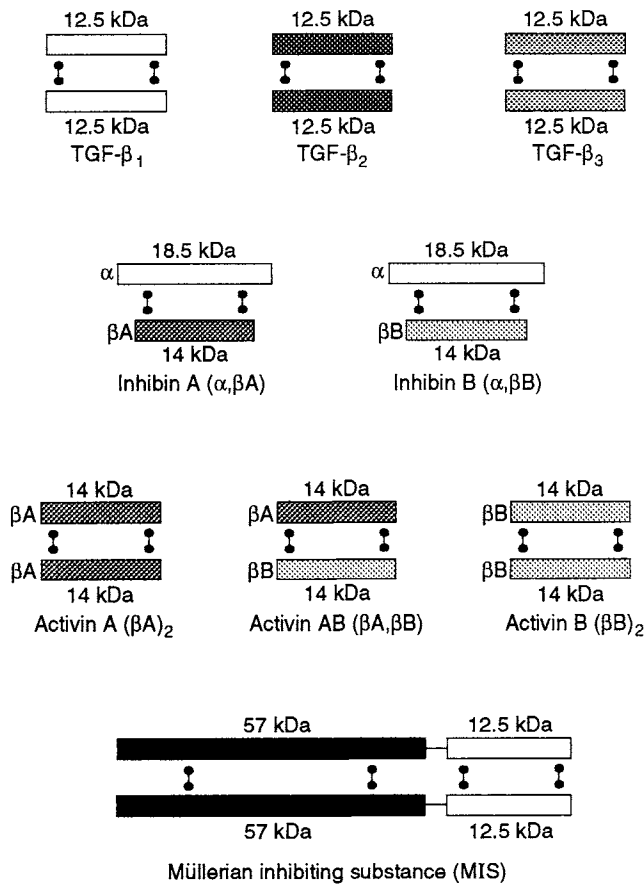 12.5 kDa 12.5 kDa 12.5 kDa
12.5 kDa 12.5 kDa 12.5 kDa
TGF-β₁ TGF-β₂ TGF-β₃
18.5 kDa 18.5 kDa
α α
βA βB
14 kDa 14 kDa
Inhibin A (α,βA) Inhibin B (α,βB)
14 kDa 14 kDa 14 kDa
βA βA βB
βA βB βB
14 kDa 14 kDa 14 kDa
Activin A (βA)₂ Activin AB (βA,βB) Activin B (βB)₂
57 kDa 12.5 kDa
57 kDa 12.5 kDa
Müllerian inhibiting substance (MIS)